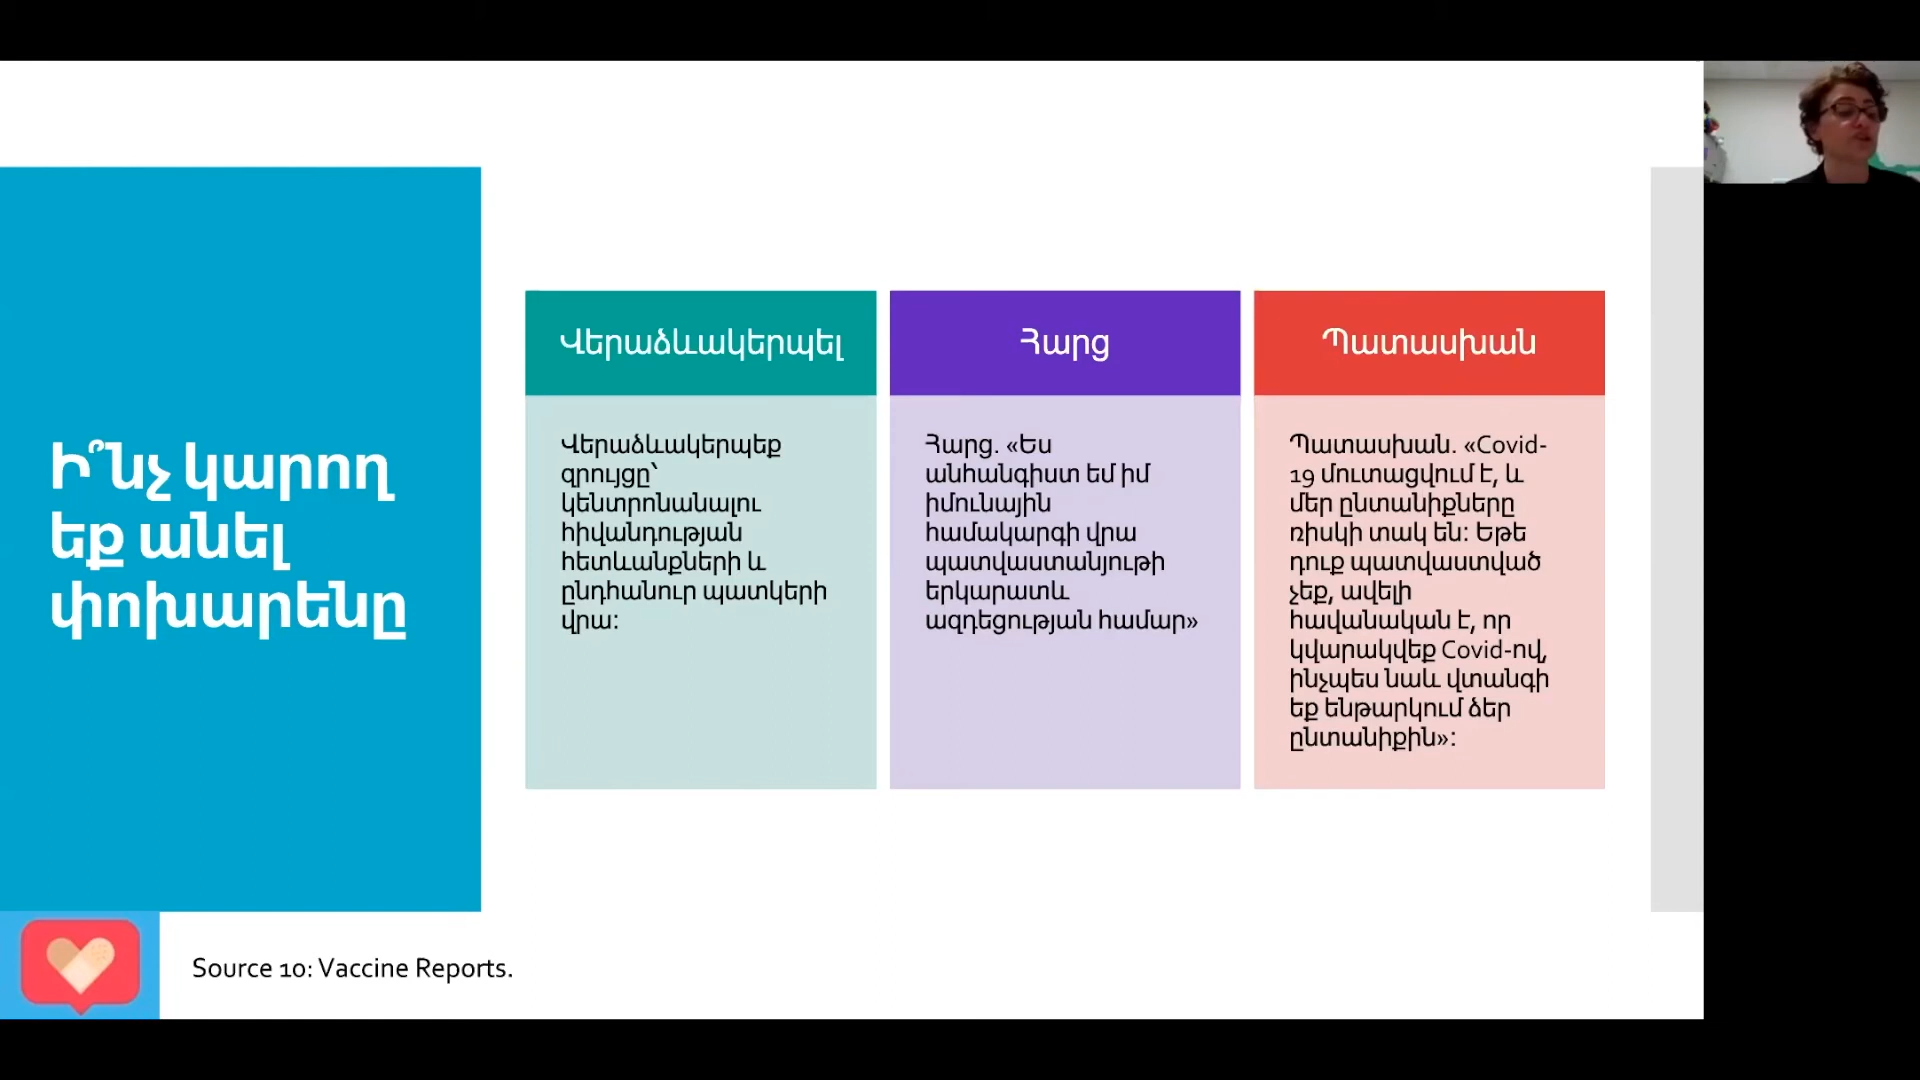 Ի՞նչ կարող
եք անել
փոխարենը
Վերաձևակերպել
Վերաձևակերպեք
զրույցը՝
կենտրոնանալու
հիվանդության
հետևանքների և
ընդհանուր պատկերի
վրա:
Հարց
Հարց. «Ես
անհանգիստ եմ իմ
իմունային
համակարգի վրա
պատվաստանյութի
երկարատև
ազդեցության համար»
Պատասխան
Պատասխան. «Covid-
19 մուտացվում է, և
մեր ընտանիքները
ռիսկի տակ են: Եթե
դուք պատվաստված
չեք, ավելի
հավանական է, որ
կվարակվեք Covid-ով,
ինչպես նաև վտանգի
եք ենթարկում ձեր
ընտանիքին»:
Source 10: Vaccine Reports.